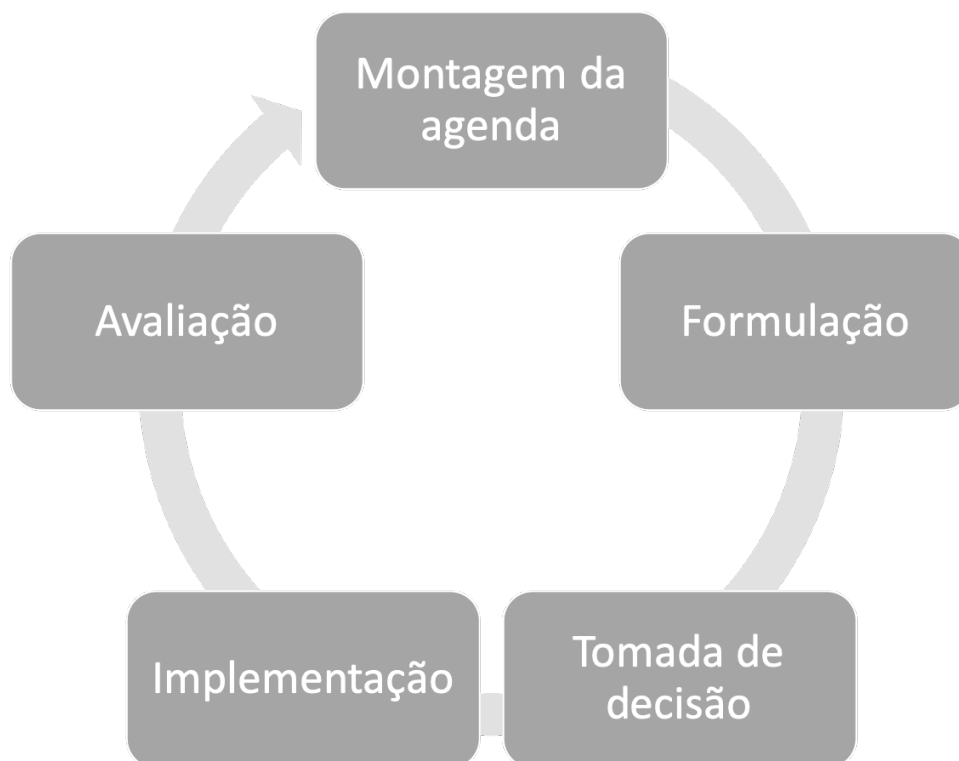 Montagem da
agenda
Formulação
Tomada de
decisão
Implementação
Avaliação